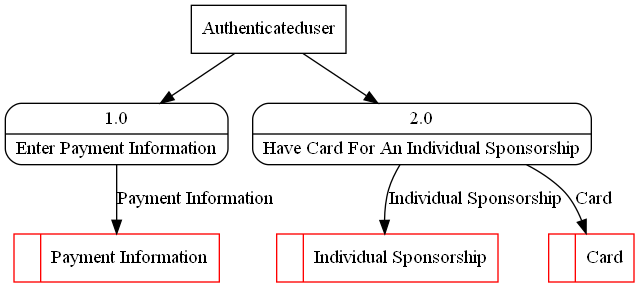 Authenticateduser
1.0
Enter Payment Information
2.0
Have Card For An Individual Sponsorship
Payment Information
Individual Sponsorship
Card
Payment Information
Individual Sponsorship
Card